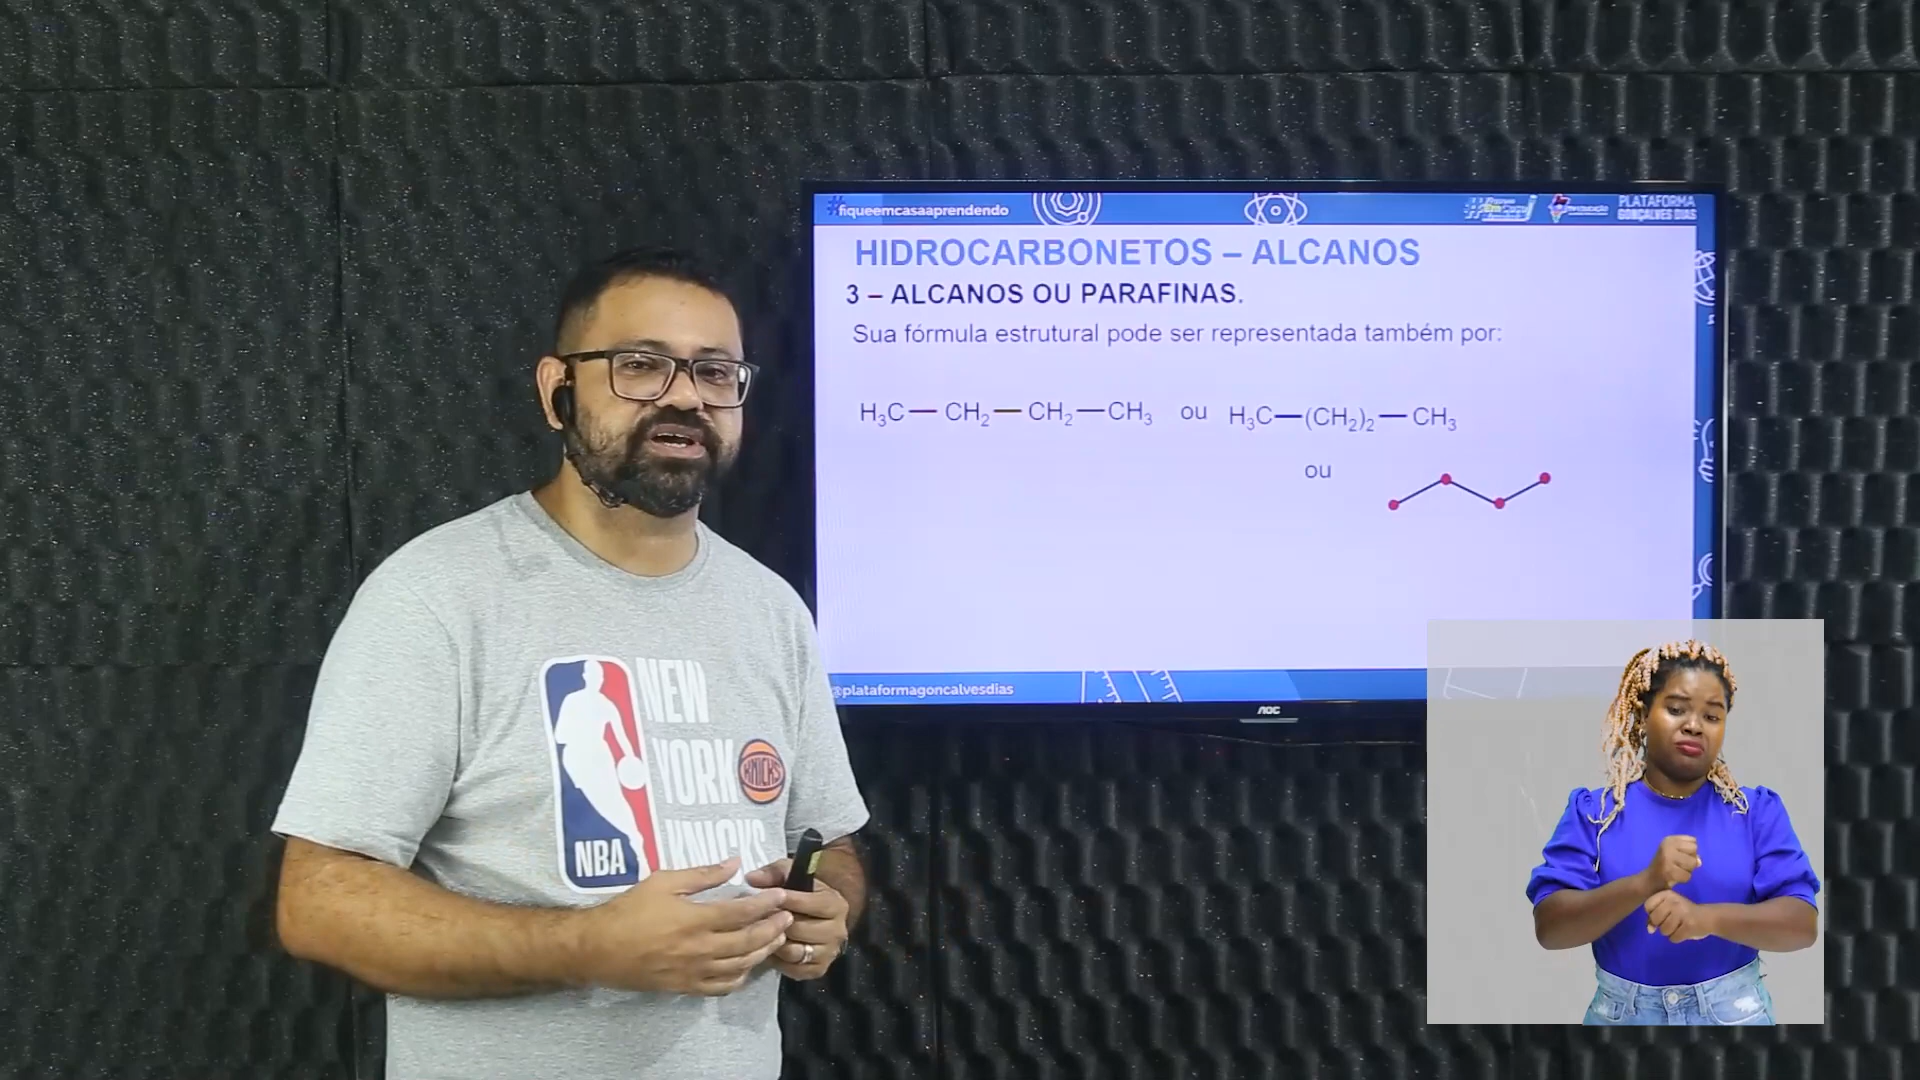 #fiqueemcasaaprendendo
PLATAFORMA
GONÇALVES DIAS
HIDROCARBONETOS – ALCANOS
3 – ALCANOS OU PARAFINAS.
Sua fórmula estrutural pode ser representada também por:
H₃C—CH₂—CH₂—CH₃ ou H₃C—(CH₂)₂—CH₃
ou
@plataformagoncalvesdias
AOC
NEW
YORK
KNICKS
KNICKS
NBA